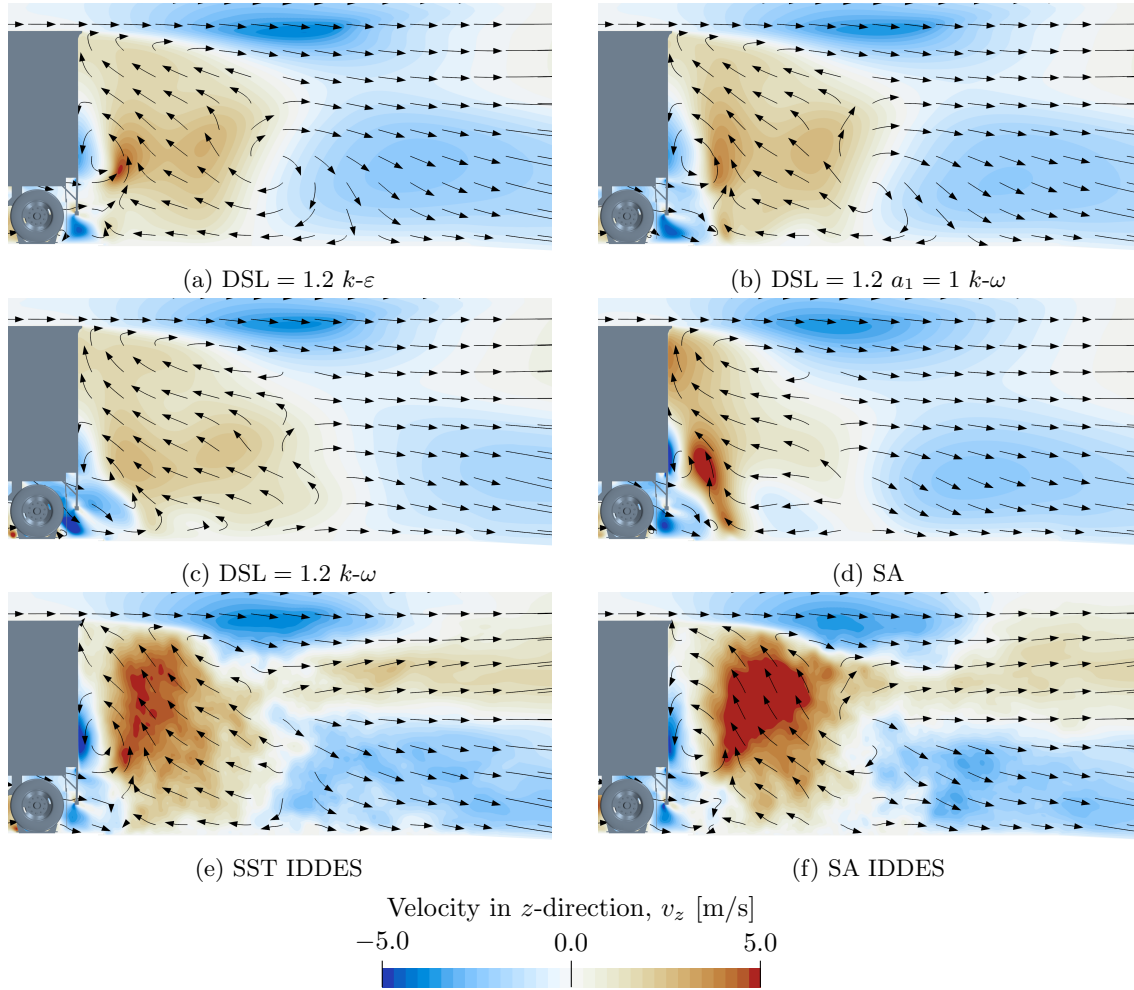 (a) DSL = 1.2 k-ε
(b) DSL = 1.2 a₁ = 1 k-ω
(c) DSL = 1.2 k-ω
(d) SA
(e) SST IDDES
(f) SA IDDES
Velocity in z-direction, v_z [m/s]
−5.0 0.0 5.0